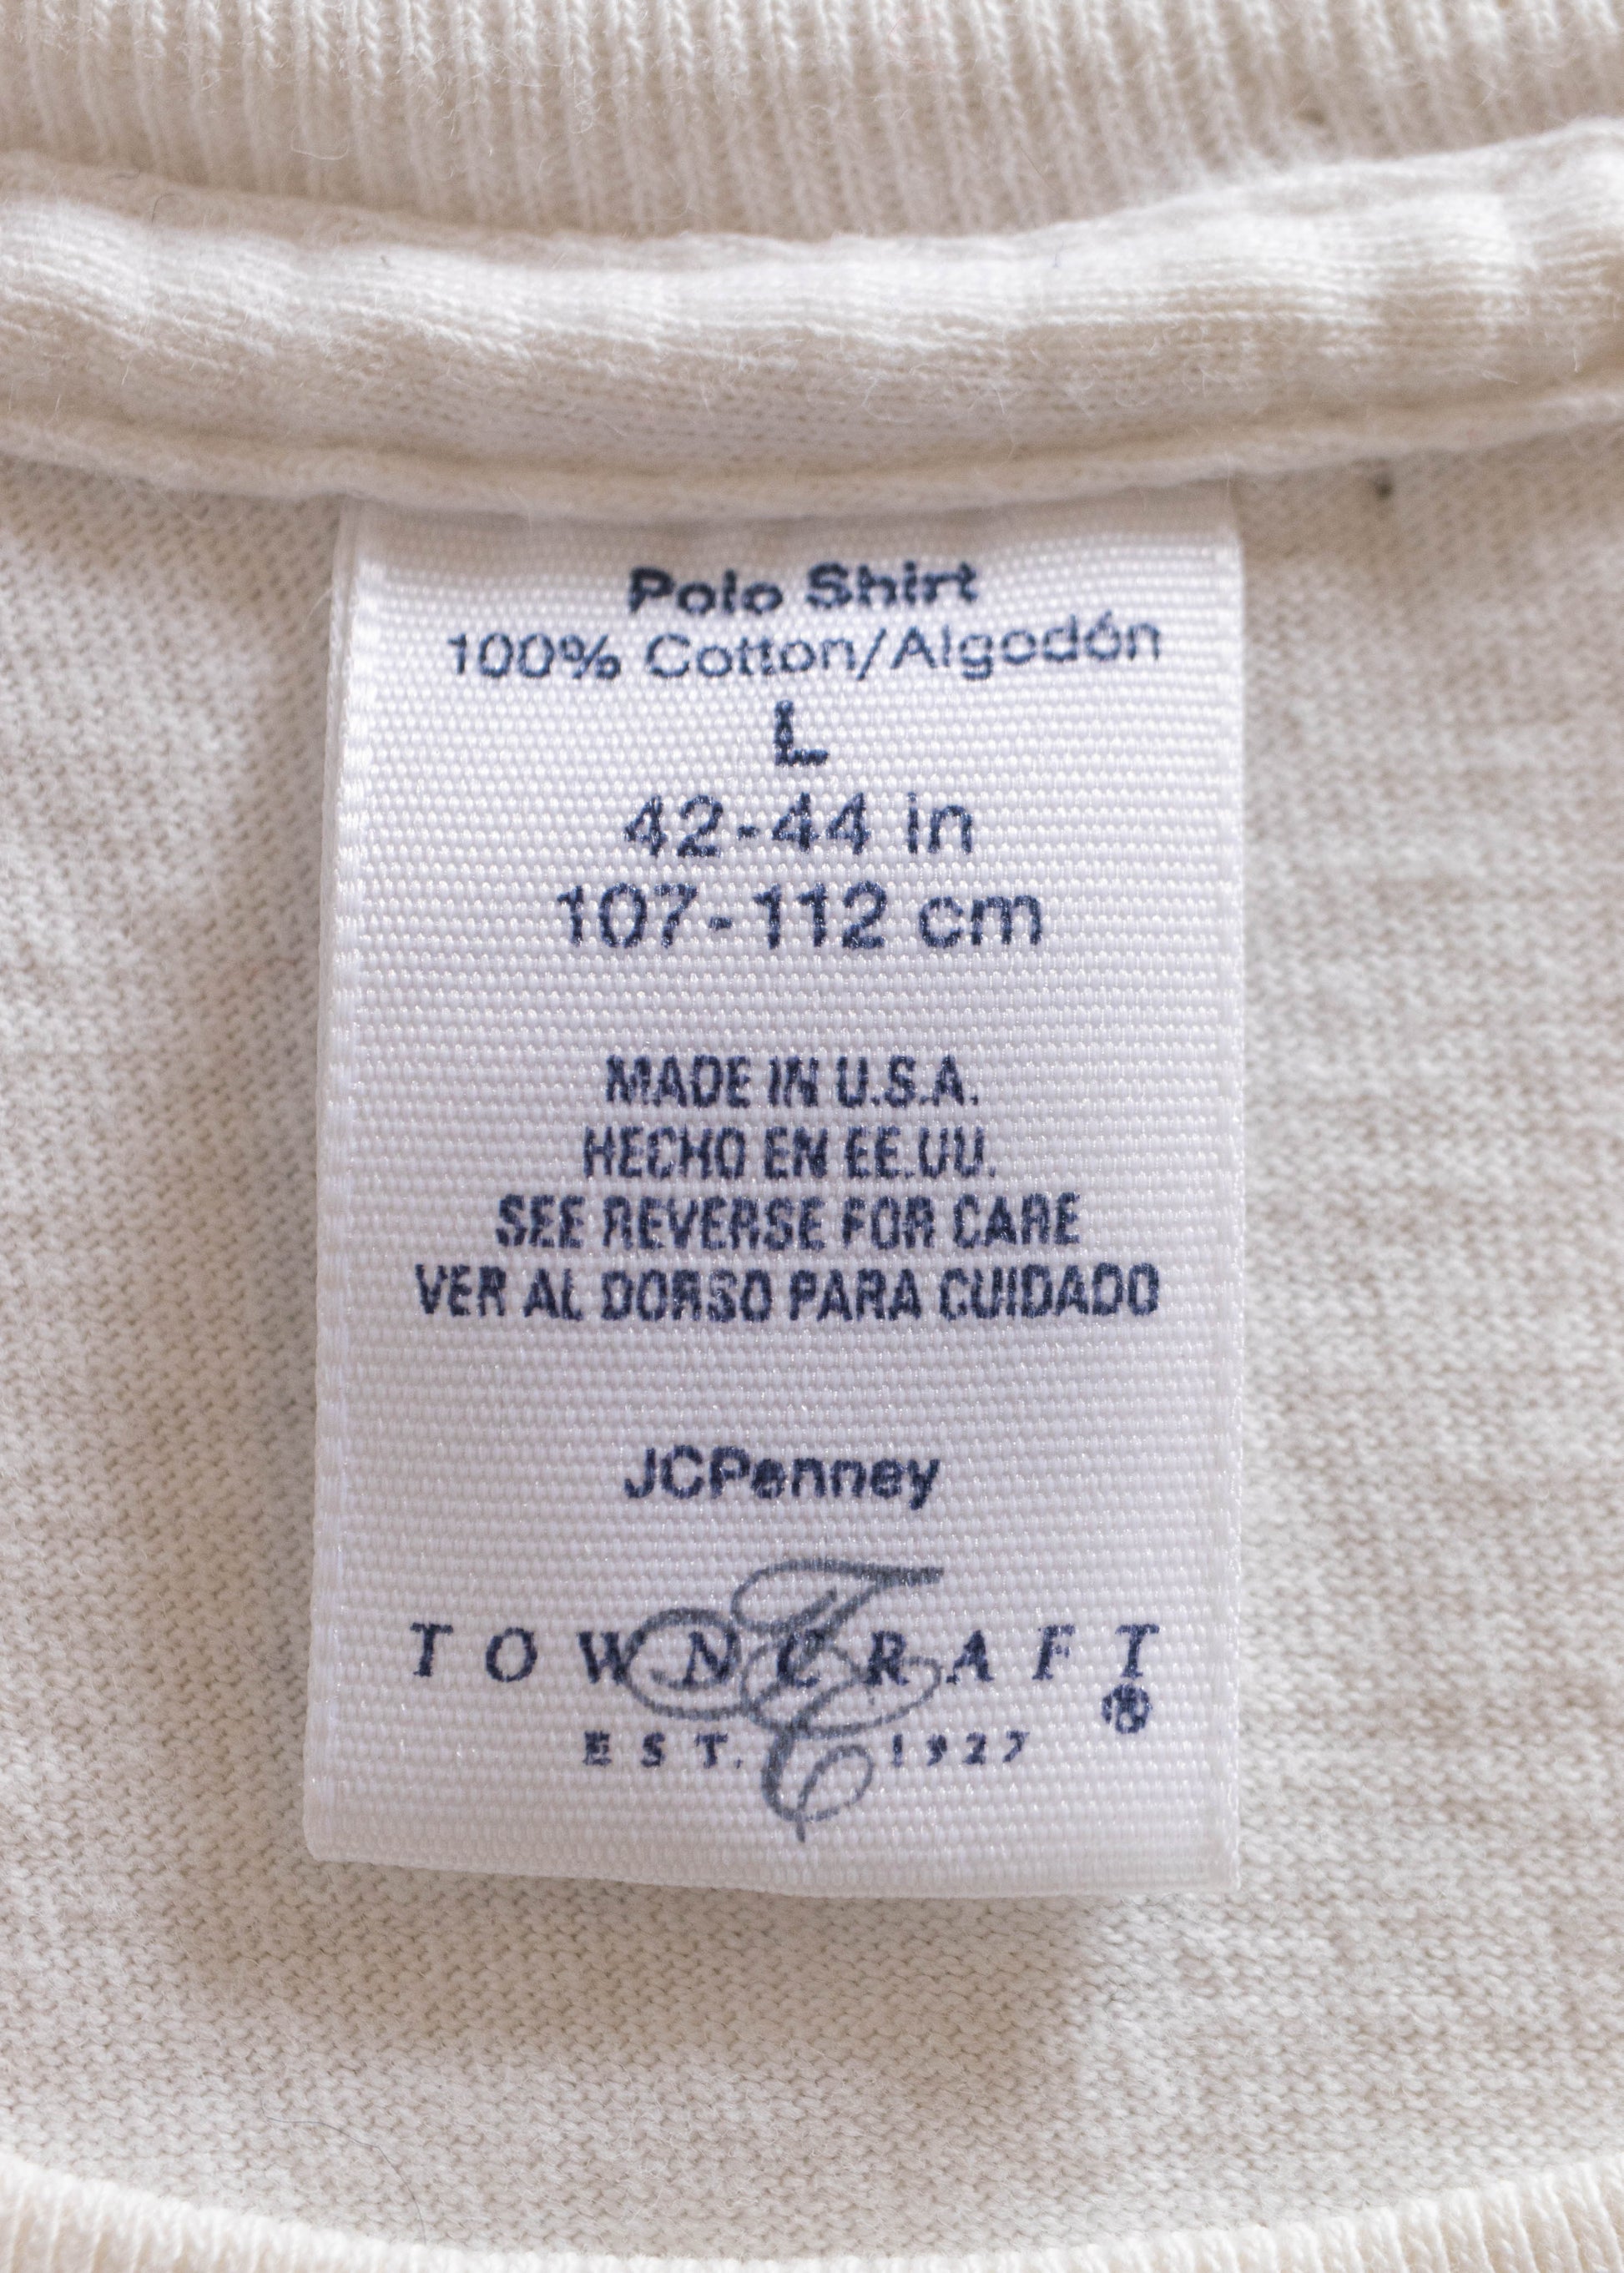 Polo Shirt
100% Cotton/Algodón
L
42-44 in
107-112 cm
MADE IN U.S.A.
HECHO EN EE.UU.
SEE REVERSE FOR CARE
VER AL DORSO PARA CUIDADO
JCPenney
TC
TOWNCRAFT®
EST. 1927